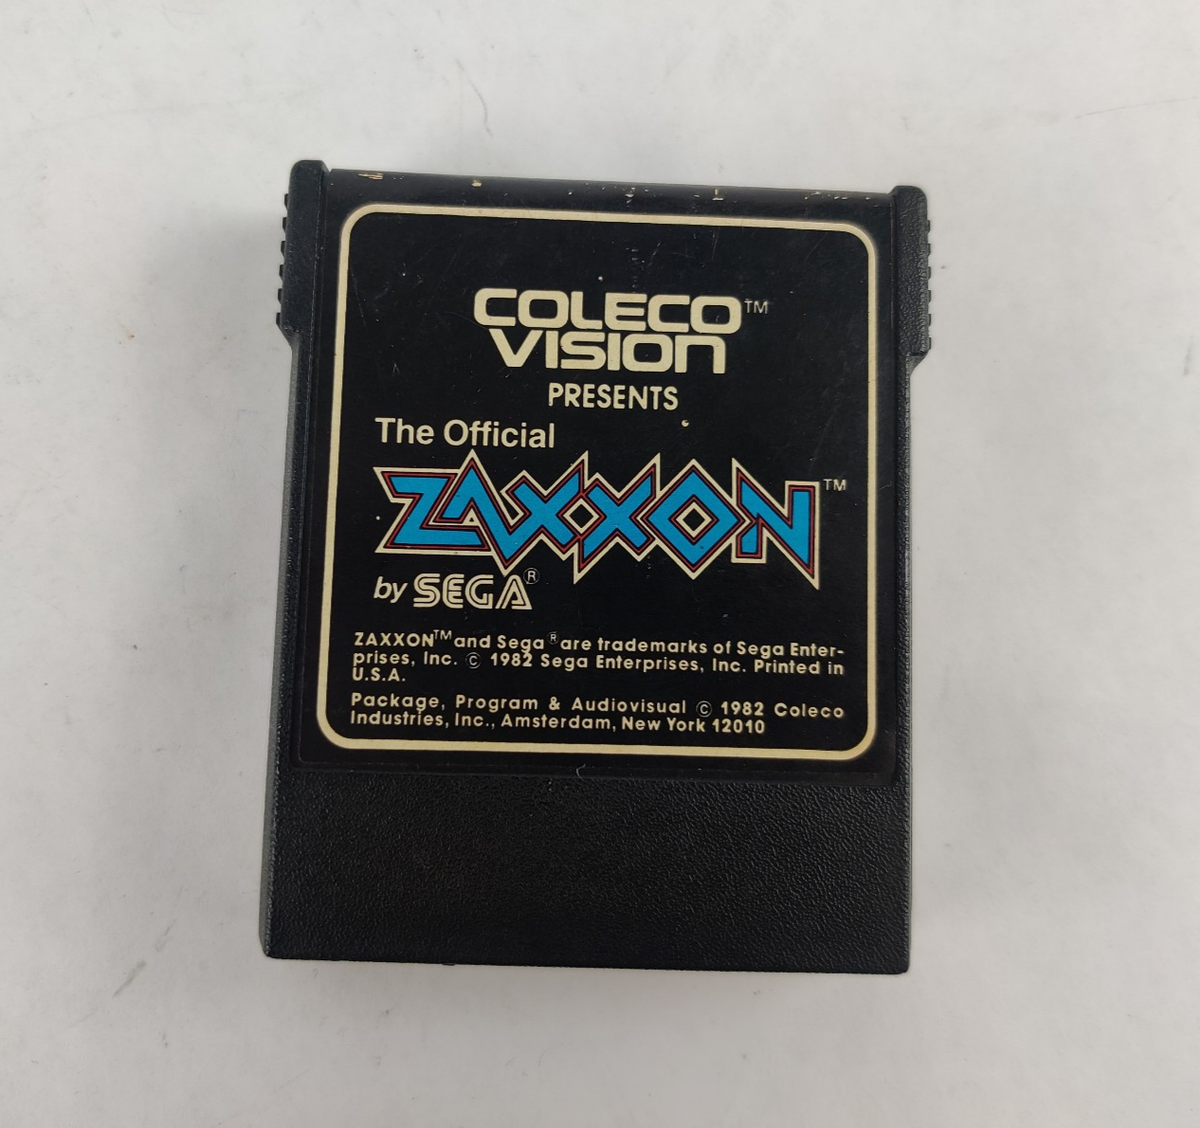 COLECO™
VISION
PRESENTS
The Official
ZAXXON™
by SEGA®
ZAXXON™ and Sega® are trademarks of Sega Enter-
prises, Inc. © 1982 Sega Enterprises, Inc. Printed in
U.S.A.
Package, Program & Audiovisual © 1982 Coleco
Industries, Inc., Amsterdam, New York 12010